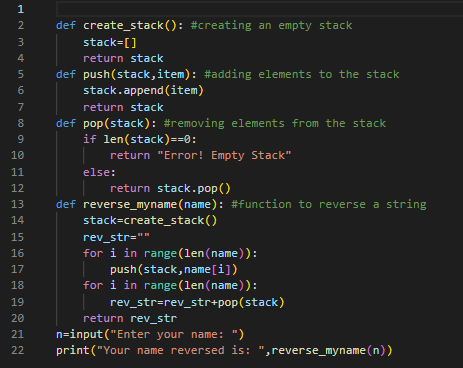 1
2 def create_stack(): #creating an empty stack
3     stack=[]
4     return stack
5 def push(stack,item): #adding elements to the stack
6     stack.append(item)
7     return stack
8 def pop(stack): #removing elements from the stack
9     if len(stack)==0:
10         return "Error! Empty Stack"
11     else:
12         return stack.pop()
13 def reverse_myname(name): #function to reverse a string
14     stack=create_stack()
15     rev_str=""
16     for i in range(len(name)):
17         push(stack,name[i])
18     for i in range(len(name)):
19         rev_str=rev_str+pop(stack)
20     return rev_str
21 n=input("Enter your name: ")
22 print("Your name reversed is: ",reverse_myname(n))